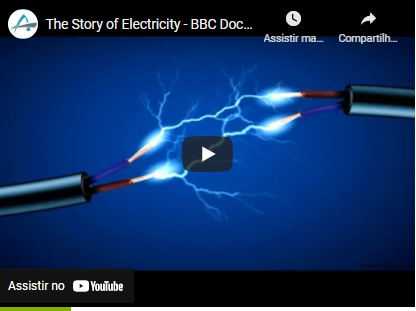 The Story of Electricity - BBC Doc...
Assistir ma...
Compartilh...
Assistir no YouTube